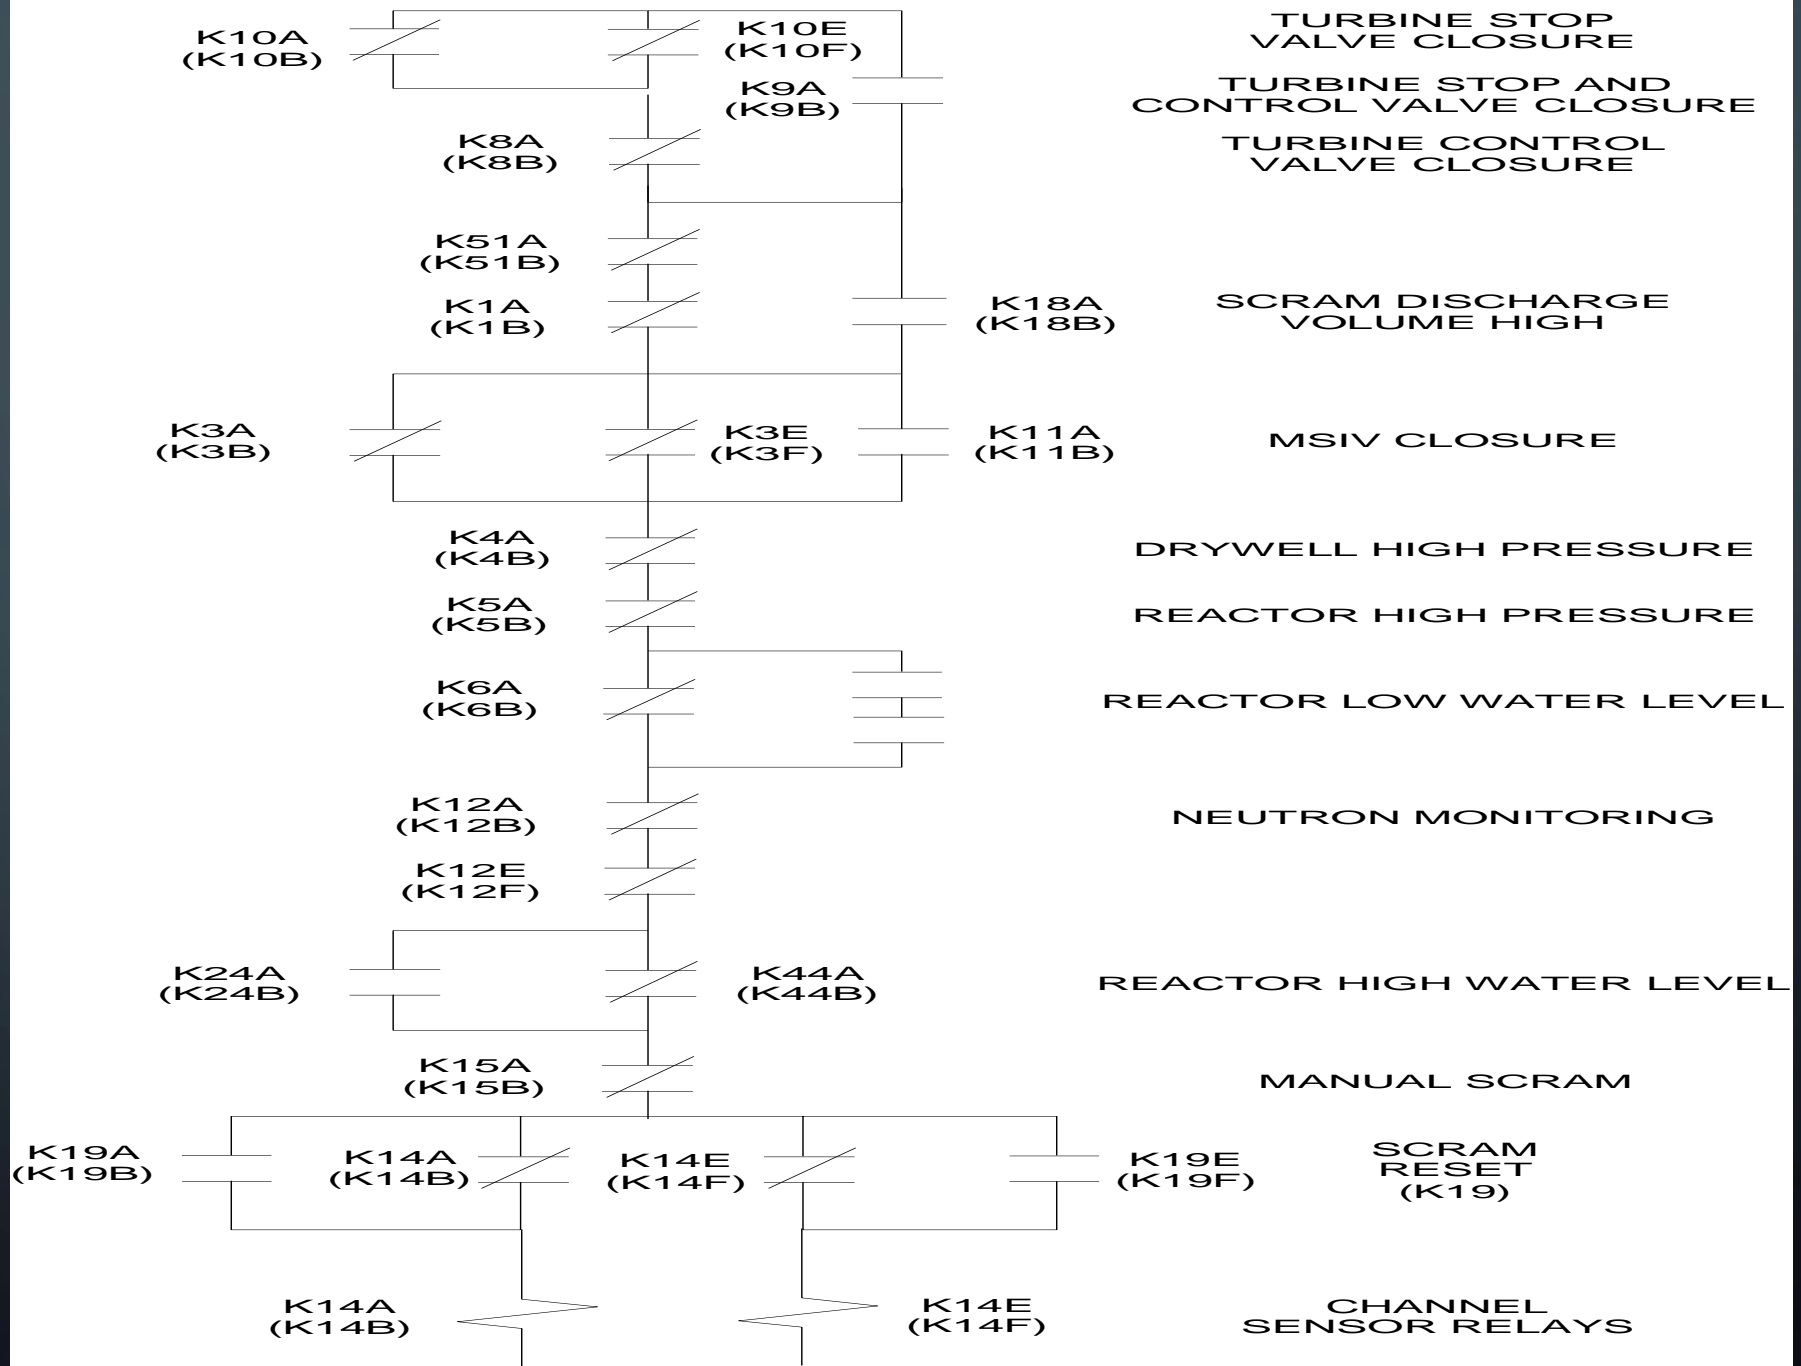 K10A
(K10B)
K10E
(K10F)
TURBINE STOP
VALVE CLOSURE
K9A
(K9B)
TURBINE STOP AND
CONTROL VALVE CLOSURE
K8A
(K8B)
TURBINE CONTROL
VALVE CLOSURE
K51A
(K51B)
K1A
(K1B)
K18A
(K18B)
SCRAM DISCHARGE
VOLUME HIGH
K3A
(K3B)
K3E
(K3F)
K11A
(K11B)
MSIV CLOSURE
K4A
(K4B)
DRYWELL HIGH PRESSURE
K5A
(K5B)
REACTOR HIGH PRESSURE
K6A
(K6B)
REACTOR LOW WATER LEVEL
K12A
(K12B)
NEUTRON MONITORING
K12E
(K12F)
K24A
(K24B)
K44A
(K44B)
REACTOR HIGH WATER LEVEL
K15A
(K15B)
MANUAL SCRAM
K19A
(K19B)
K14A
(K14B)
K14E
(K14F)
K19E
(K19F)
SCRAM
RESET
(K19)
K14A
(K14B)
K14E
(K14F)
CHANNEL
SENSOR RELAYS